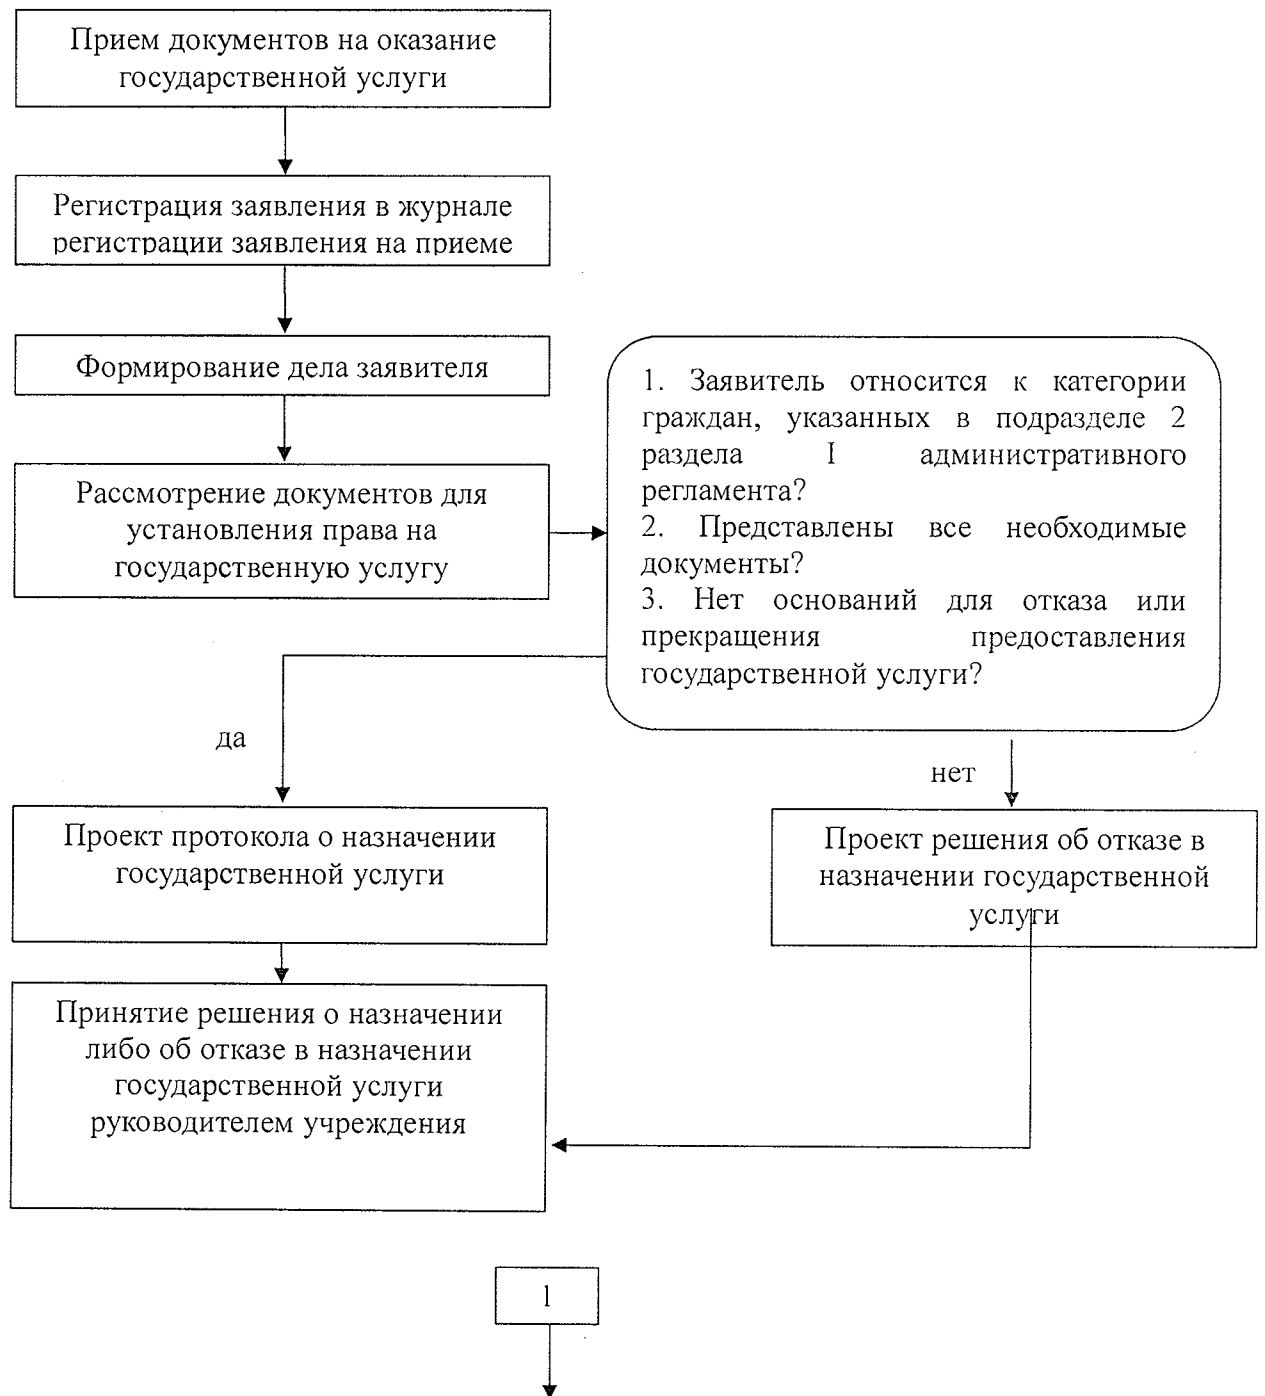 Прием документов на оказание
государственной услуги
Регистрация заявления в журнале
регистрации заявления на приеме
Формирование дела заявителя
Рассмотрение документов для
установления права на
государственную услугу
1. Заявитель относится к категории
граждан, указанных в подразделе 2
раздела I административного
регламента?
2. Представлены все необходимые
документы?
3. Нет оснований для отказа или
прекращения предоставления
государственной услуги?
да
нет
Проект протокола о назначении
государственной услуги
Проект решения об отказе в
назначении государственной
услуги
Принятие решения о назначении
либо об отказе в назначении
государственной услуги
руководителем учреждения
1